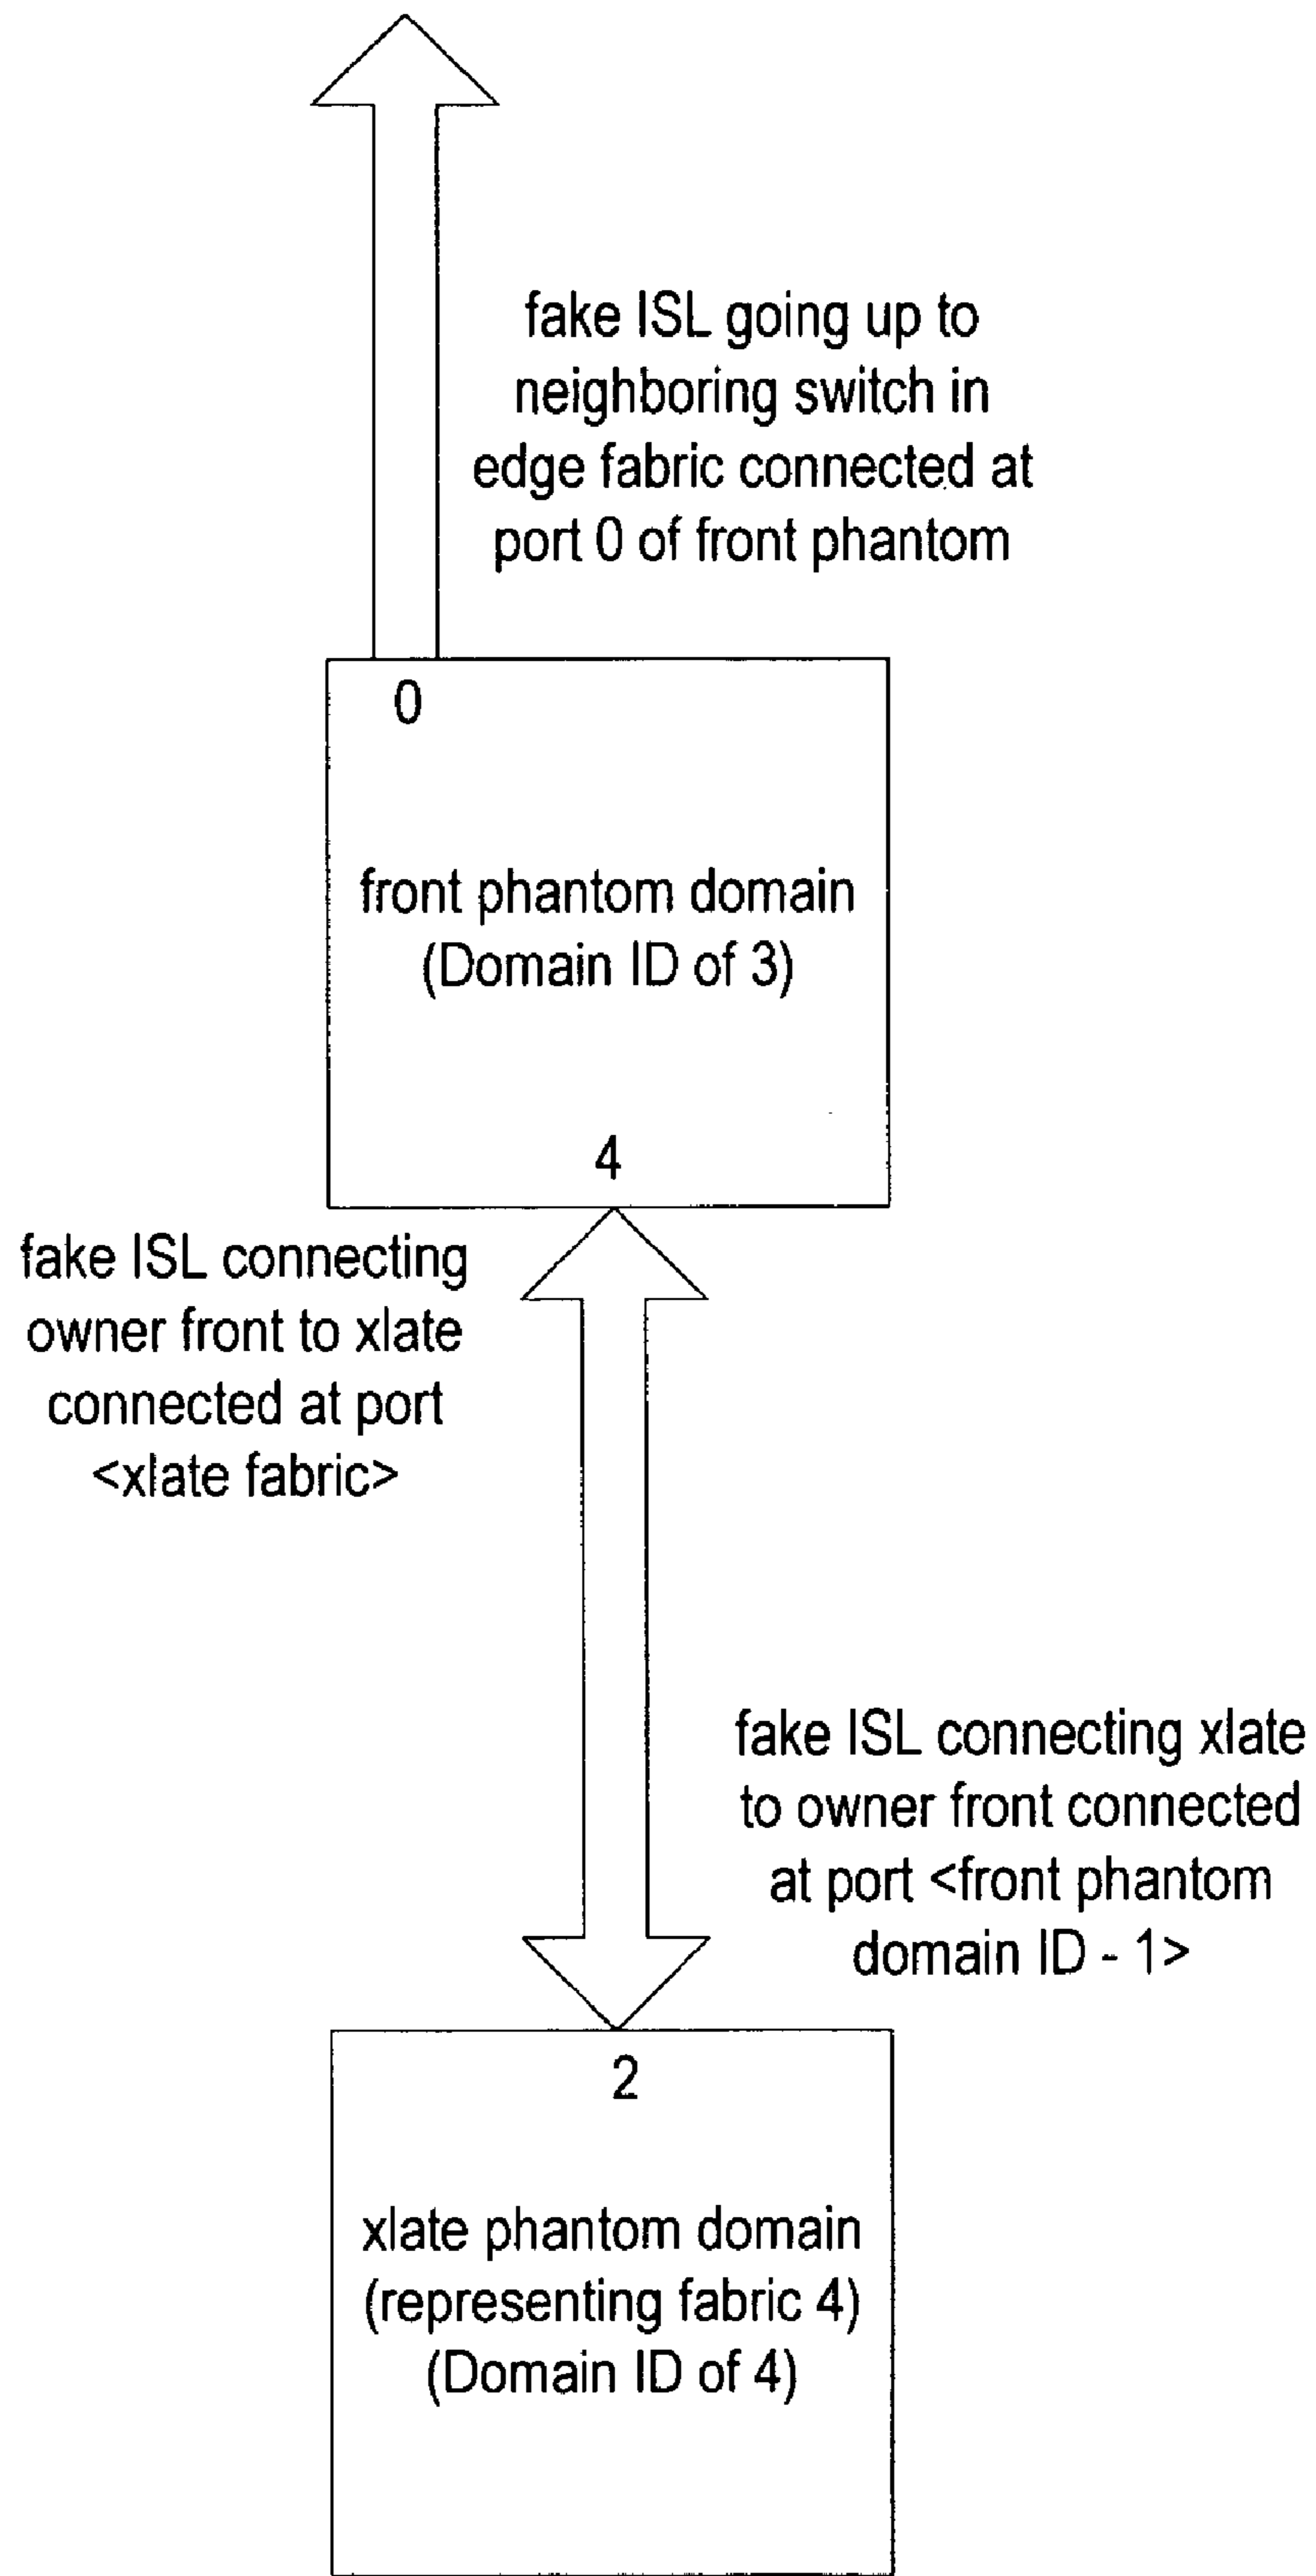 fake ISL going up to
neighboring switch in
edge fabric connected at
port 0 of front phantom
0
front phantom domain
(Domain ID of 3)
4
fake ISL connecting
owner front to xlate
connected at port
<xlate fabric>
fake ISL connecting xlate
to owner front connected
at port <front phantom
domain ID - 1>
2
xlate phantom domain
(representing fabric 4)
(Domain ID of 4)